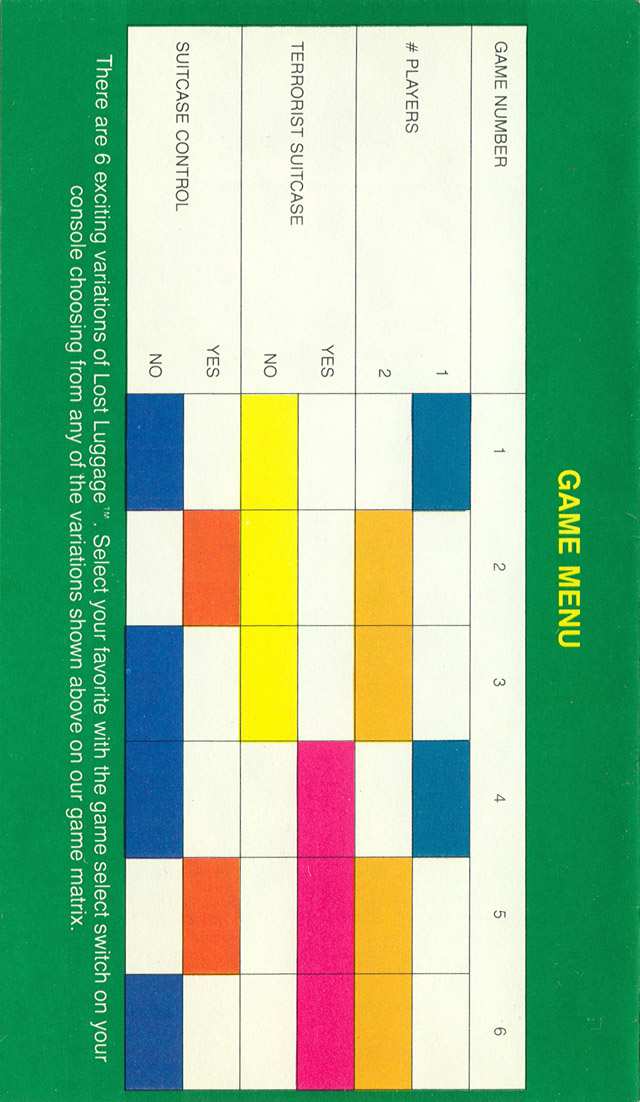 GAME MENU
GAME NUMBER 1 2 3 4 5 6
# PLAYERS 1
2
TERRORIST SUITCASE YES
NO
SUITCASE CONTROL YES
NO
There are 6 exciting variations of Lost Luggage™. Select your favorite with the game select switch on your
console choosing from any of the variations shown above on our game matrix.